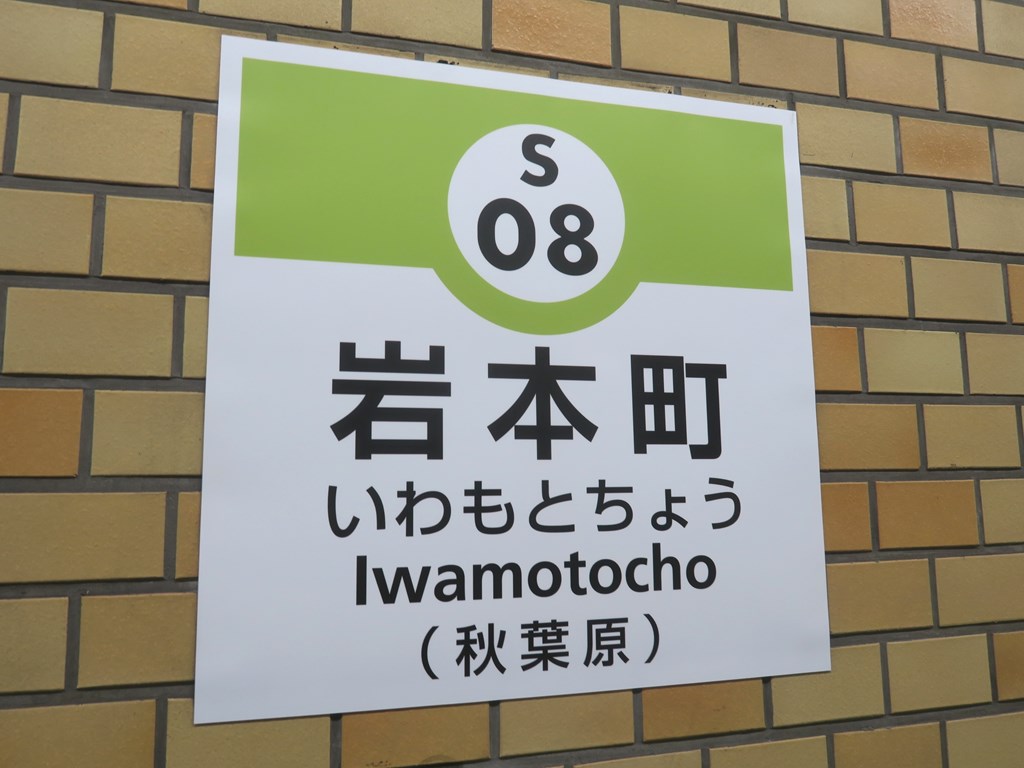 S
08
岩本町
いわもとちょう
Iwamotocho
（秋葉原）